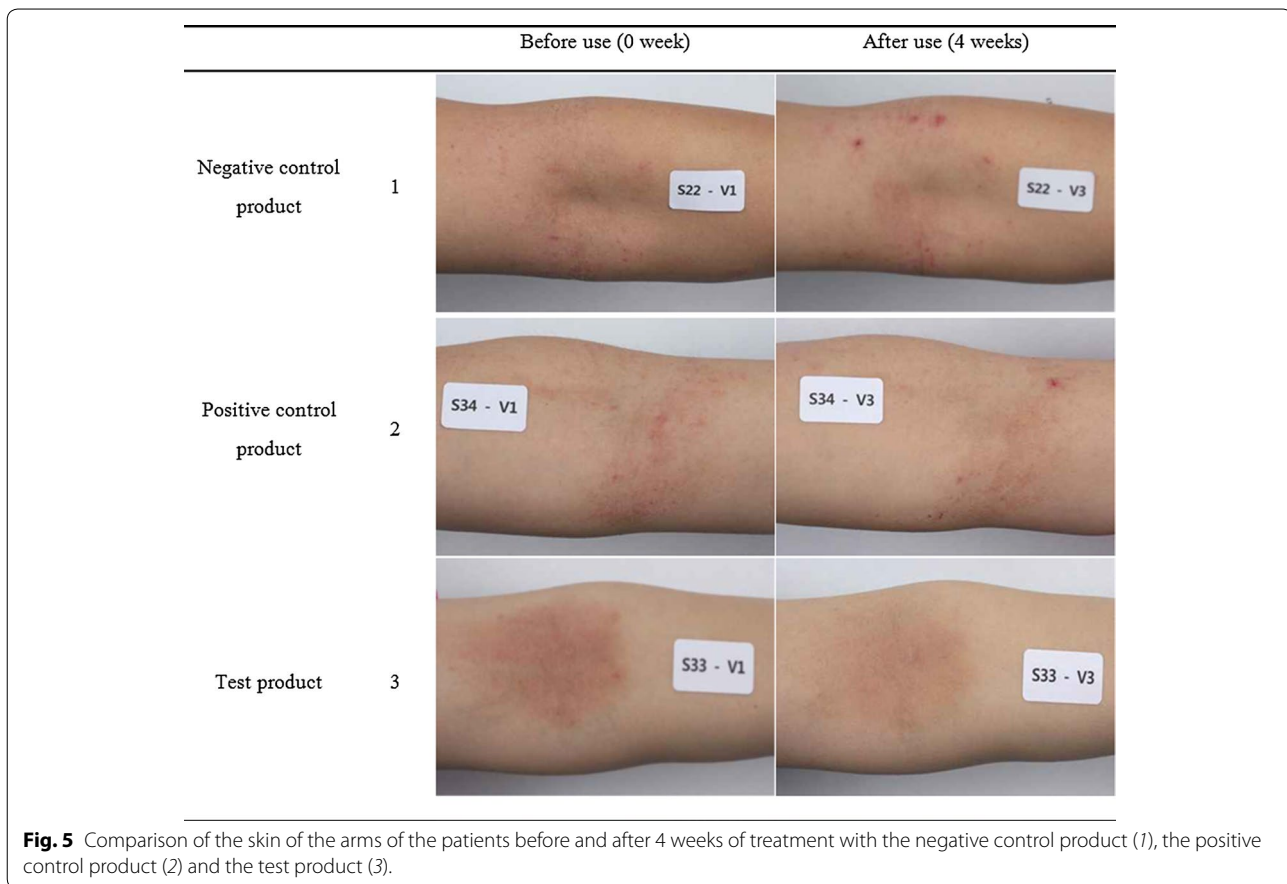 Before use (0 week) After use (4 weeks)
Negative control
product
1
S22 - V1
S22 - V3
Positive control
product
2
S34 - V1
S34 - V3
Test product
3
S33 - V1
S33 - V3
Fig. 5 Comparison of the skin of the arms of the patients before and after 4 weeks of treatment with the negative control product (1), the positive
control product (2) and the test product (3).